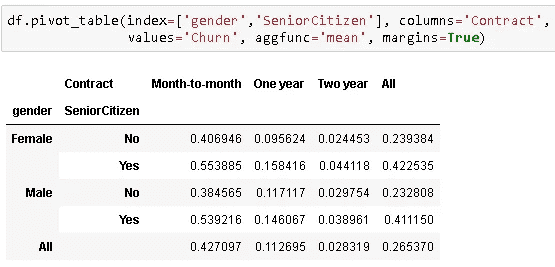 df.pivot_table(index=['gender','SeniorCitizen'], columns='Contract',
values='Churn', aggfunc='mean', margins=True)
Contract Month-to-month One year Two year All
gender SeniorCitizen
Female No 0.406946 0.095624 0.024453 0.239384
Yes 0.553885 0.158416 0.044118 0.422535
Male No 0.384565 0.117117 0.029754 0.232808
Yes 0.539216 0.146067 0.038961 0.411150
All 0.427097 0.112695 0.028319 0.265370